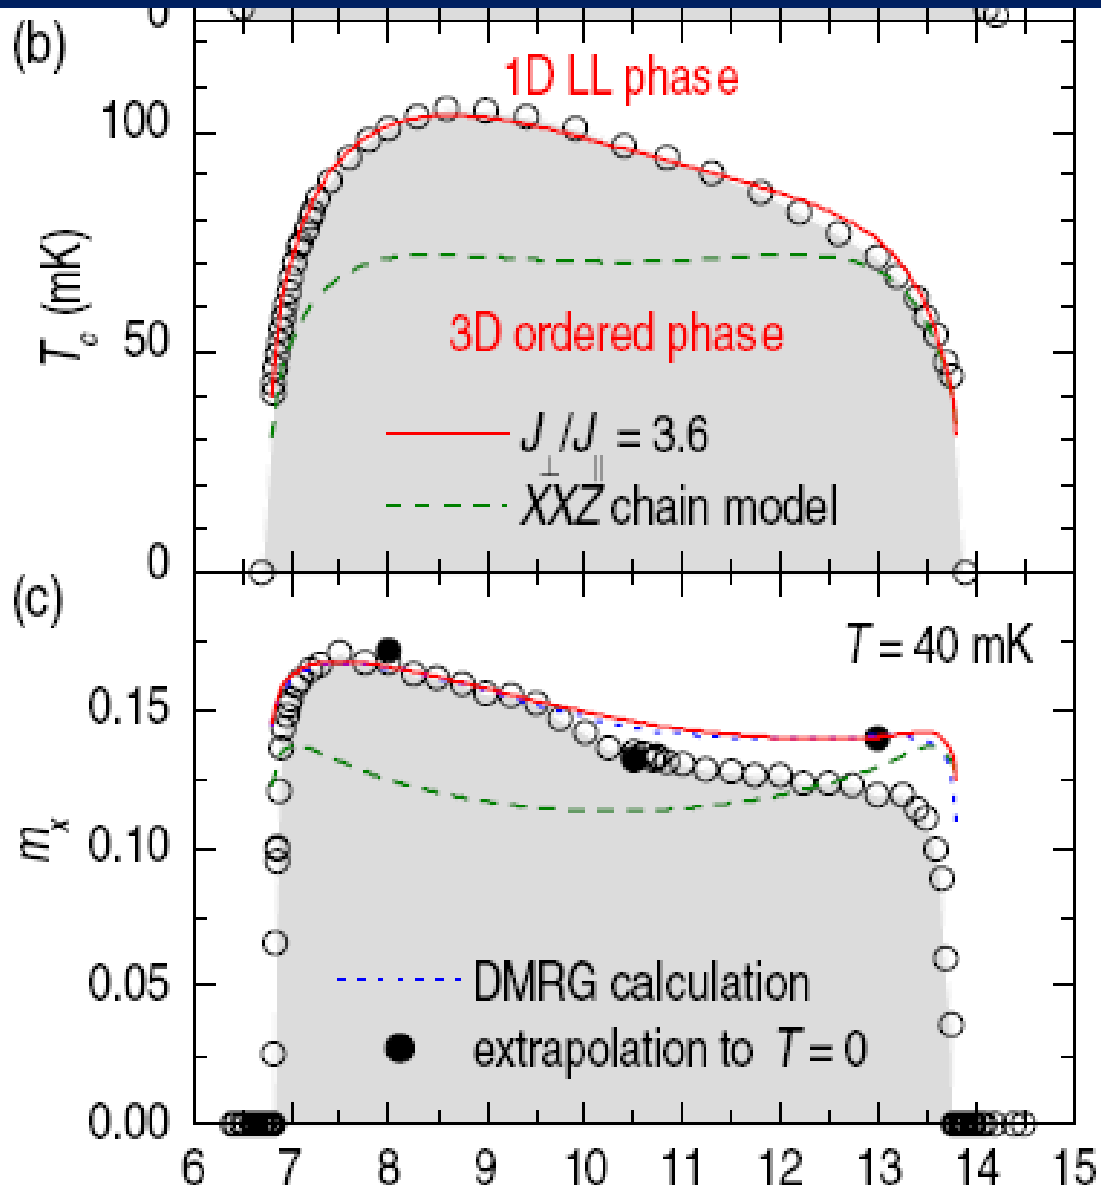 0
(b)
1D LL phase
100
T_c (mK)
50
3D ordered phase
J⊥/J∥ = 3.6
XXZ chain model
0
(c)
T = 40 mK
0.15
m_x
0.10
0.05
DMRG calculation
extrapolation to T = 0
0.00
6 7 8 9 10 11 12 13 14 15